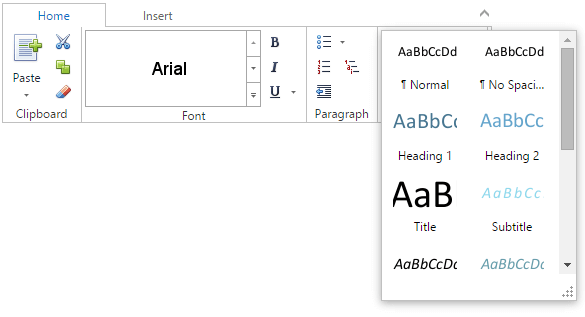 Home Insert
Arial
B
I
U
Paste
Clipboard Font Paragraph
AaBbCcDd AaBbCcDd
¶ Normal ¶ No Spaci...
AaBbCc AaBbCc
Heading 1 Heading 2
AaB AaBbCc
Title Subtitle
AaBbCcDd AaBbCcDd